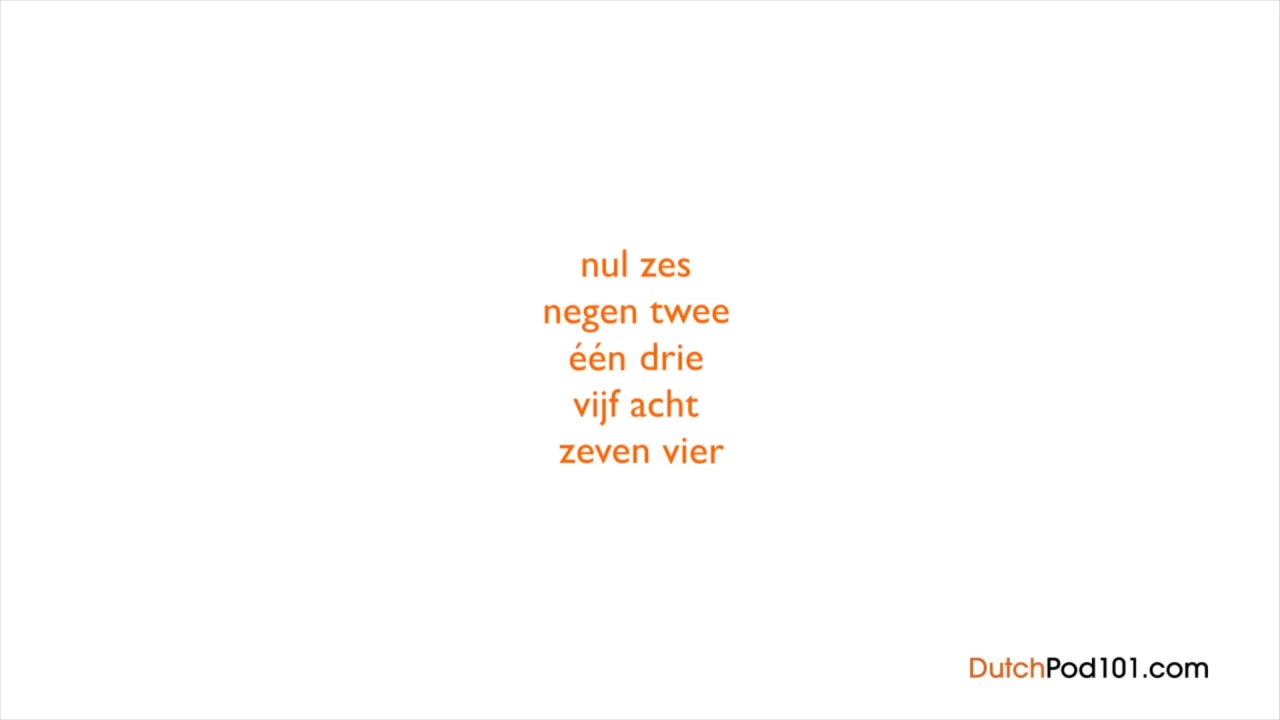 nul zes
negen twee
één drie
vijf acht
zeven vier
DutchPod101.com